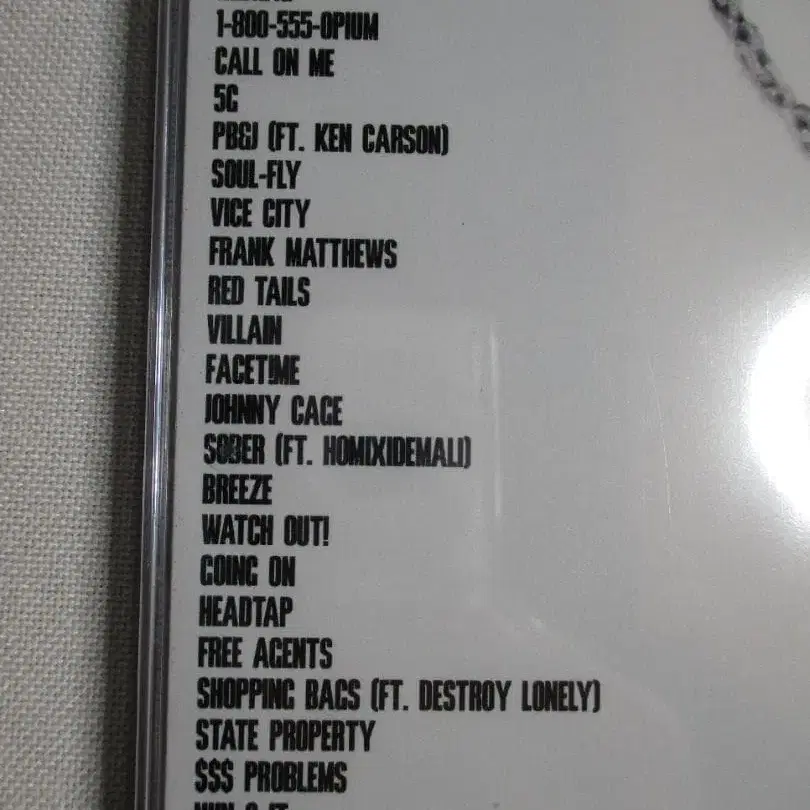 1-800-555-OPIUM
CALL ON ME
5G
PB&J (FT. KEN CARSON)
SOUL-FLY
VICE CITY
FRANK MATTHEWS
RED TAILS
VILLAIN
FACETIME
JOHNNY CAGE
SOBER (FT. HOMIXIDEMALI)
BREEZE
WATCH OUT!
GOING ON
HEADTAP
FREE AGENTS
SHOPPING BAGS (FT. DESTROY LONELY)
STATE PROPERTY
$$$ PROBLEMS